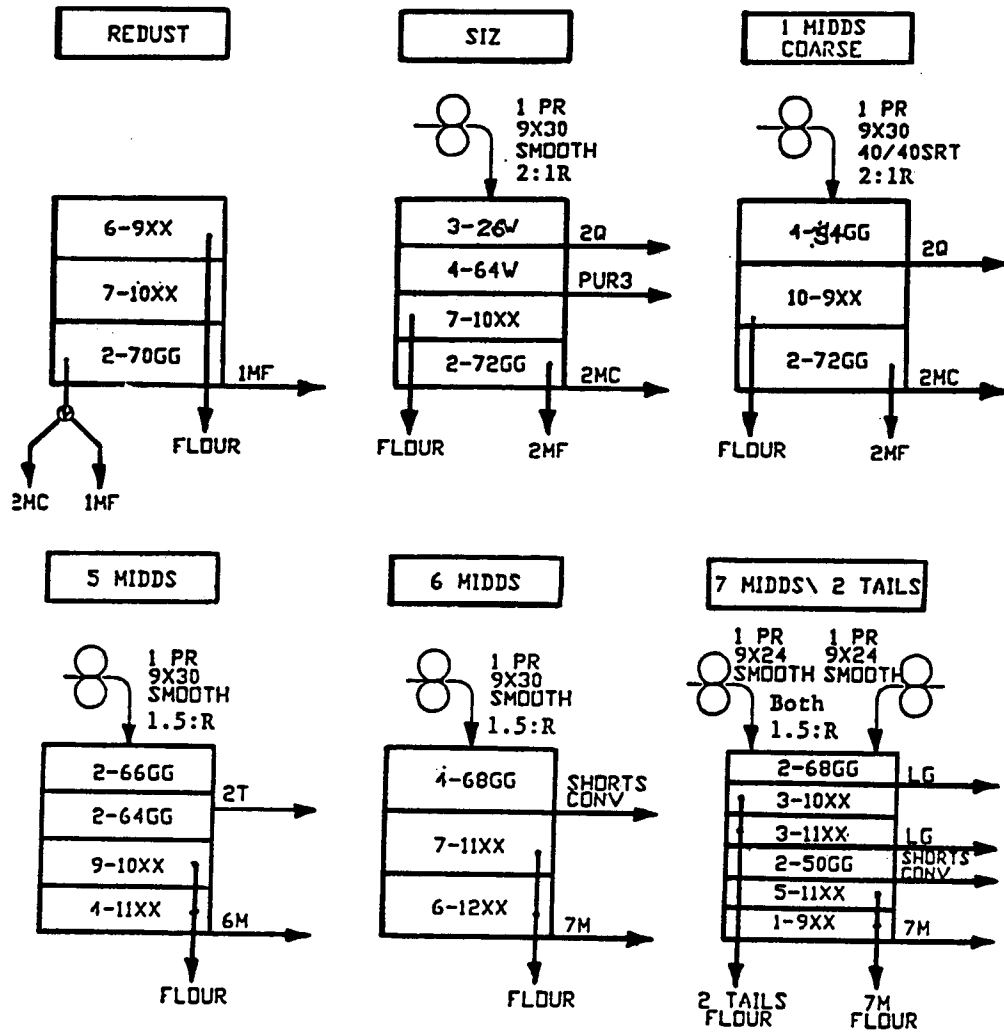 REDUST
6-9XX
7-10XX
2-70GG
1MF
FLOUR
2MC
1MF
SIZ
1 PR
9X30
SMOOTH
2:1R
3-26W
2Q
4-64W
PUR3
7-10XX
2-72GG
2MC
FLOUR
2MF
1 MIDDS
COARSE
1 PR
9X30
40/40SRT
2:1R
4-54GG
2Q
10-9XX
2-72GG
2MC
FLOUR
2MF
5 MIDDS
1 PR
9X30
SMOOTH
1.5:R
2-66GG
2T
2-64GG
9-10XX
4-11XX
6M
FLOUR
6 MIDDS
1 PR
9X30
SMOOTH
1.5:R
4-68GG
SHORTS
CONV
7-11XX
6-12XX
7M
FLOUR
7 MIDDS\ 2 TAILS
1 PR
9X24
SMOOTH
1 PR
9X24
SMOOTH
Both
1.5:R
2-68GG
LG
3-10XX
3-11XX
LG
2-50GG
SHORTS
CONV
5-11XX
1-9XX
7M
2 TAILS
FLOUR
7M
FLOUR